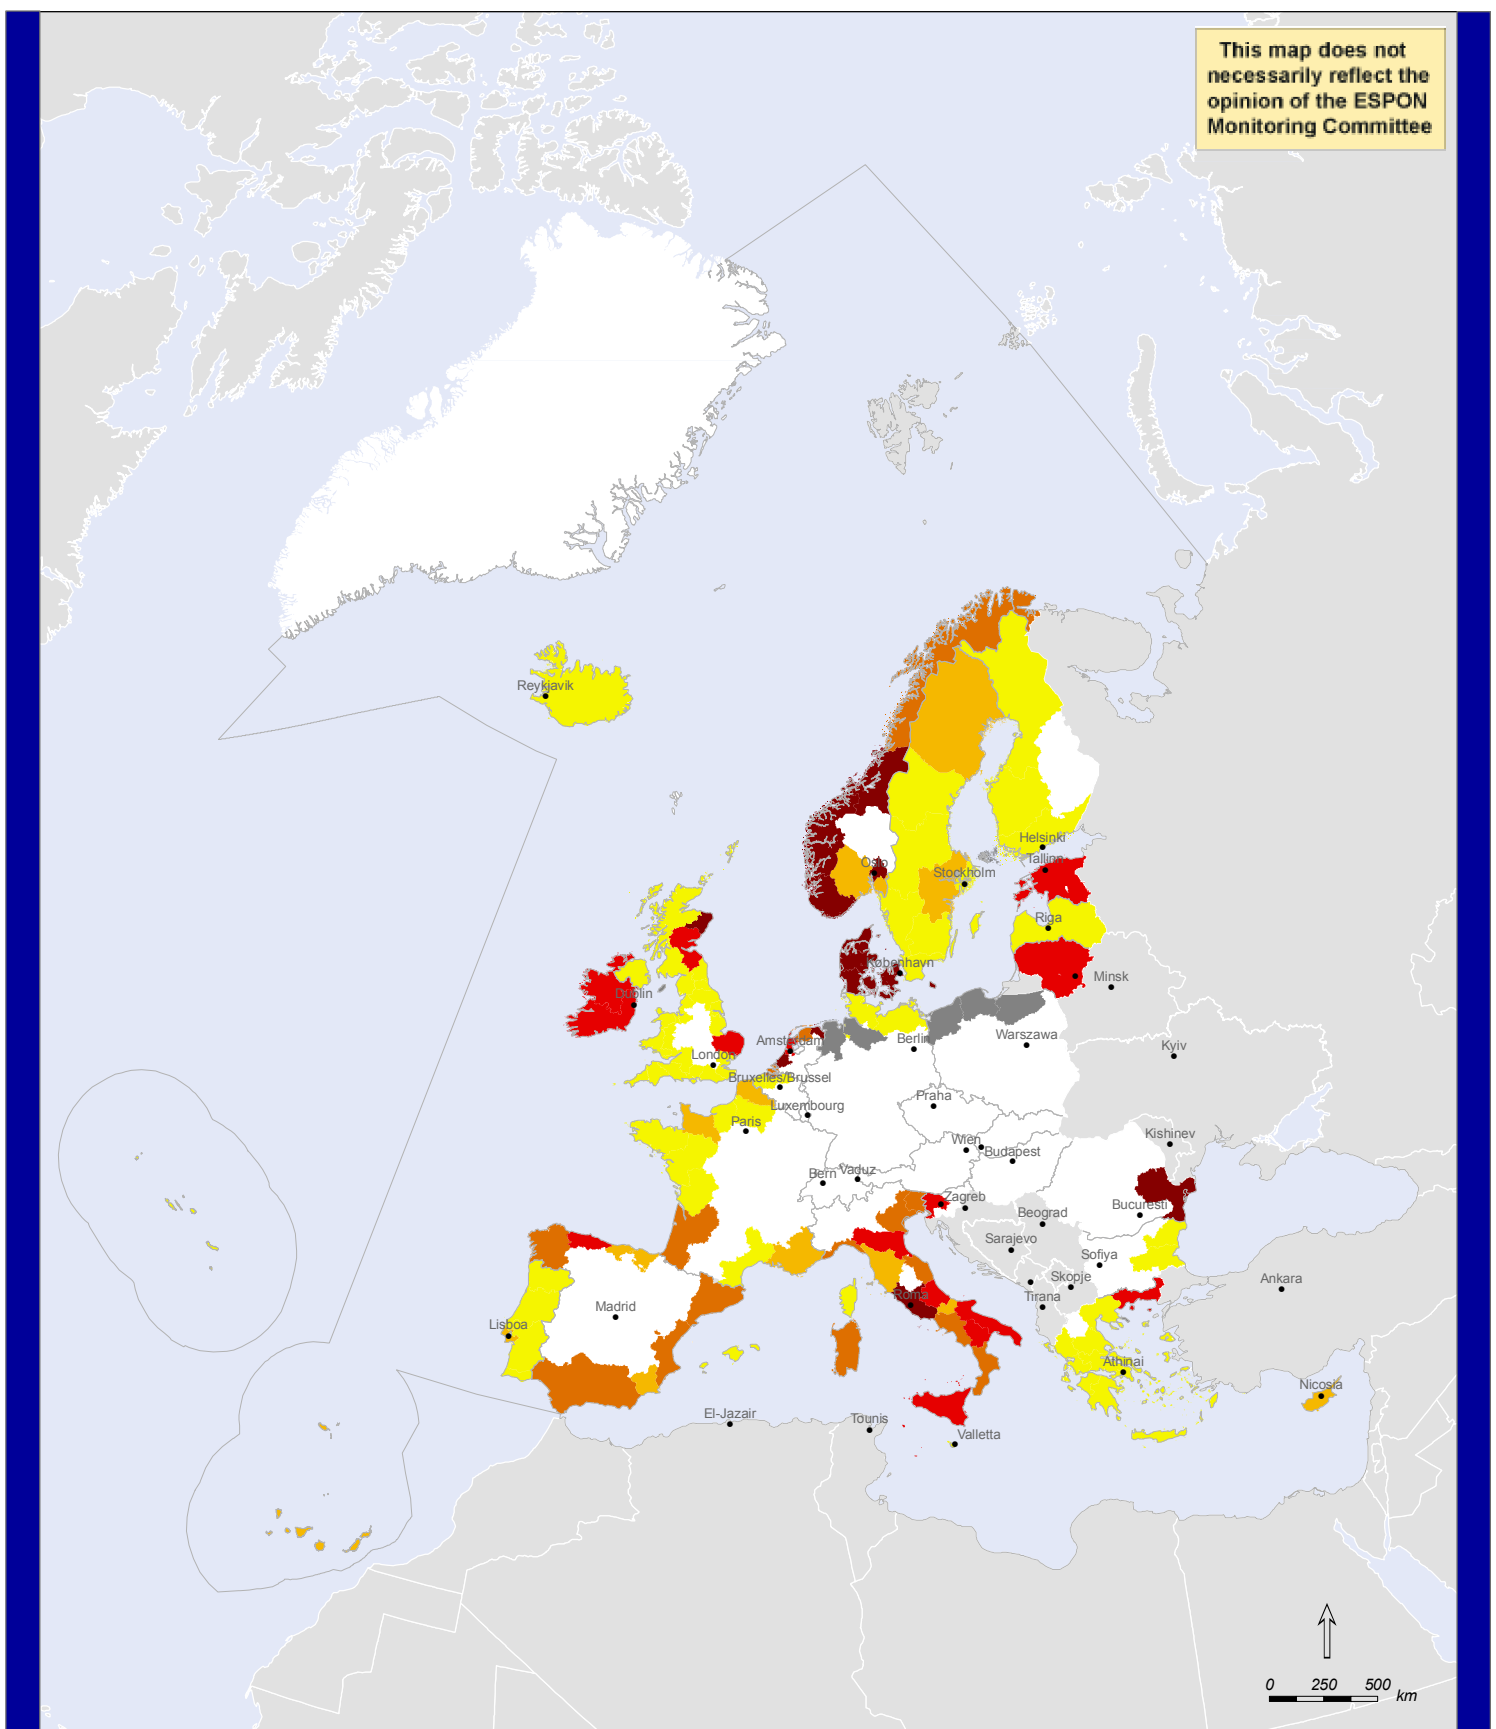 This map does not
necessarily reflect the
opinion of the ESPON
Monitoring Committee
Reykjavik
Helsinki
Tallinn
Oslo
Stockholm
Riga
København
Minsk
Dublin
Amsterdam
Berlin
Warszawa
London
Kyiv
Bruxelles/Brussel
Praha
Luxembourg
Paris
Kishinev
Wien
Budapest
Bern
Vaduz
Zagreb
Bucuresti
Beograd
Sarajevo
Sofiya
Skopje
Ankara
Roma
Tirana
Madrid
Lisboa
Athinai
Nicosia
El-Jazair
Tounis
Valletta
0 250 500
km